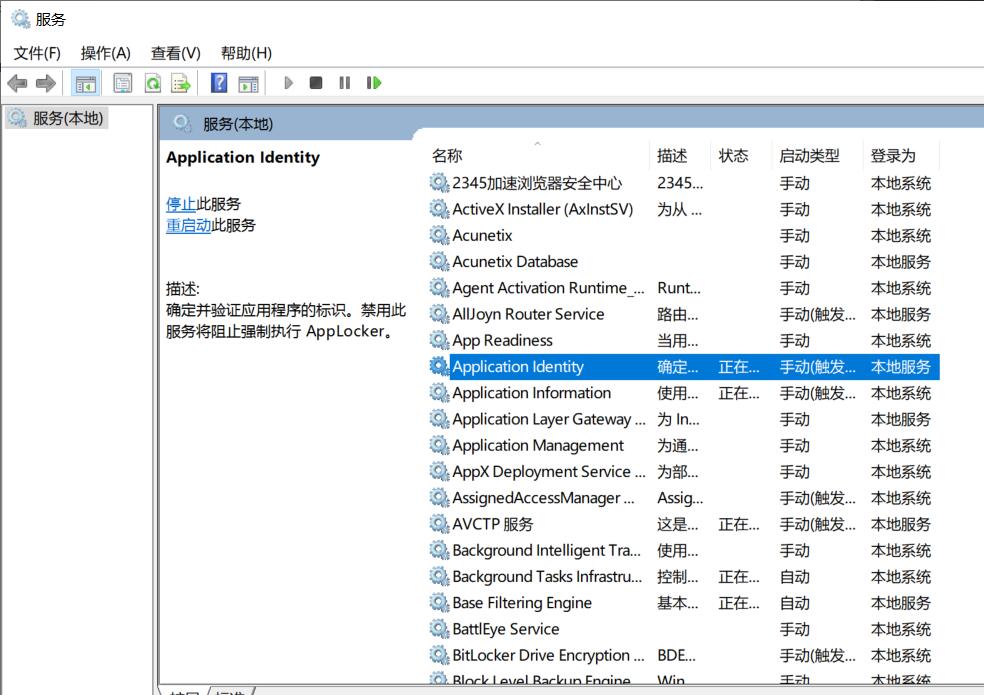 服务
文件(F) 操作(A) 查看(V) 帮助(H)
服务(本地)
服务(本地)
Application Identity
停止此服务
重启动此服务
描述:
确定并验证应用程序的标识。禁用此
服务将阻止强制执行 AppLocker。
名称 描述 状态 启动类型 登录为
2345加速浏览器安全中心 2345... 手动 本地系统
ActiveX Installer (AxInstSV) 为从 ... 手动 本地系统
Acunetix 手动 本地系统
Acunetix Database 手动 本地服务
Agent Activation Runtime_... Runt... 手动 本地系统
AllJoyn Router Service 路由... 手动(触发... 本地服务
App Readiness 当用... 手动 本地系统
Application Identity 确定... 正在... 手动(触发... 本地服务
Application Information 使用... 正在... 手动(触发... 本地系统
Application Layer Gateway ... 为 In... 手动 本地服务
Application Management 为通... 手动 本地系统
AppX Deployment Service ... 为部... 手动 本地系统
AssignedAccessManager ... Assig... 手动(触发... 本地系统
AVCTP 服务 这是... 正在... 手动(触发... 本地服务
Background Intelligent Tra... 使用... 手动 本地系统
Background Tasks Infrastru... 控制... 正在... 自动 本地系统
Base Filtering Engine 基本... 正在... 自动 本地服务
BattlEye Service 手动 本地系统
BitLocker Drive Encryption ... BDE... 手动(触发... 本地系统
Block Level Backup Engine ... Win... 手动 本地系统
扩展 标准